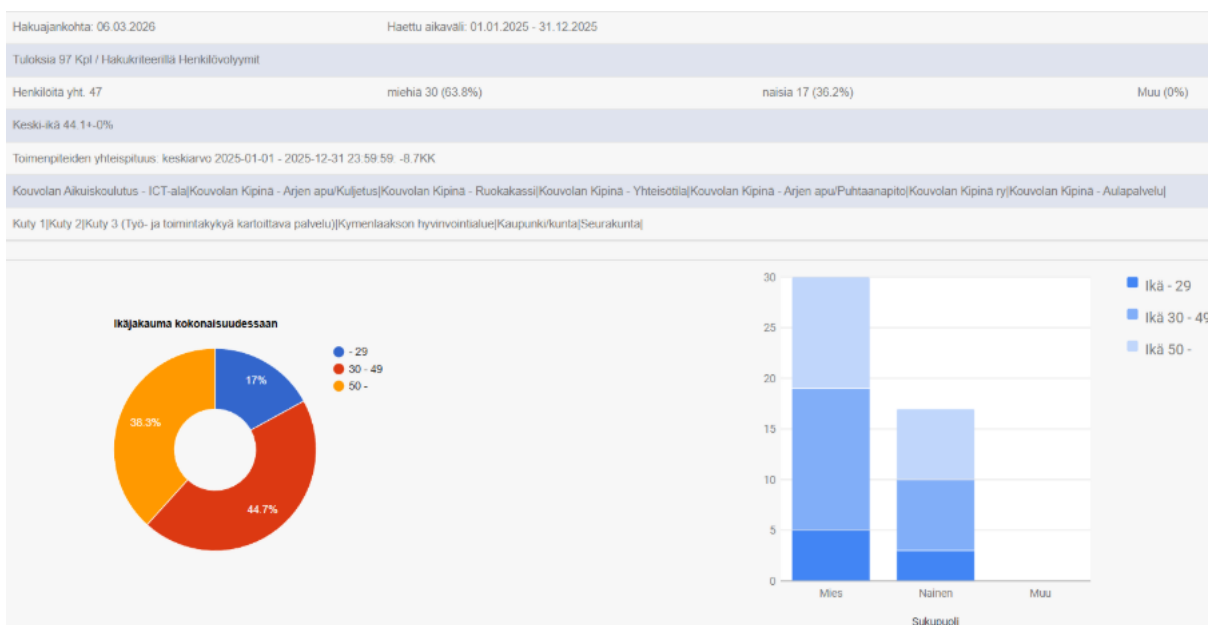 Hakuajankohta: 06.03.2026 Haettu aikaväli: 01.01.2025 - 31.12.2025
Tuloksia 97 Kpl / Hakukriteerillä Henkilövolyymit
Henkilöitä yht. 47 miehiä 30 (63.8%) naisia 17 (36.2%) Muu (0%)
Keski-ikä 44.1+-0%
Toimenpiteiden yhteispituus: keskiarvo 2025-01-01 - 2025-12-31 23:59:59: -8.7KK
Kouvolan Aikuiskoulutus - ICT-ala|Kouvolan Kipinä - Arjen apu/Kuljetus|Kouvolan Kipinä - Ruokakassi|Kouvolan Kipinä - Yhteisötila|Kouvolan Kipinä - Arjen apu/Puhtaanapito|Kouvolan Kipinä ry|Kouvolan Kipinä - Aulapalvelu|
Kuty 1|Kuty 2|Kuty 3 (Työ- ja toimintakykyä kartoittava palvelu)|Kymenlaakson hyvinvointialue|Kaupunki/kunta|Seurakunta|
Ikäjakauma kokonaisuudessaan
- 29
30 - 49
50 -
17%
38.3%
44.7%
30
25
20
15
10
5
0
Mies Nainen Muu
Sukupuoli
Ikä - 29
Ikä 30 - 49
Ikä 50 -